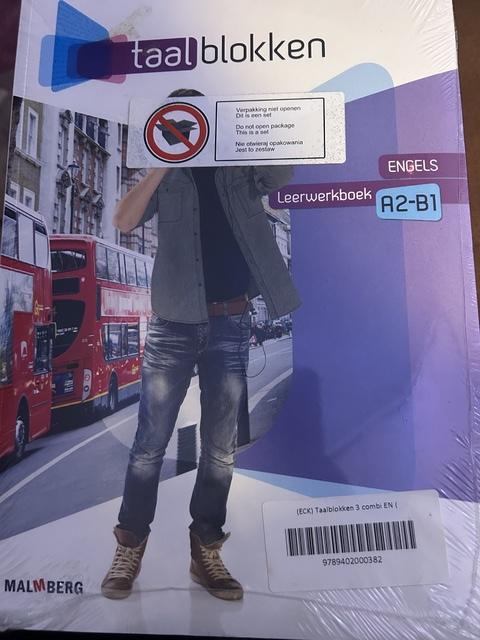 taalblokken
Verpakking niet openen
Dit is een set
Do not open package
This is a set
Nie otwieraj opakowania
Jest to zestaw
ENGELS
Leerwerkboek A2-B1
(ECK) Taalblokken 3 combi EN (
9789402000382
MALMBERG